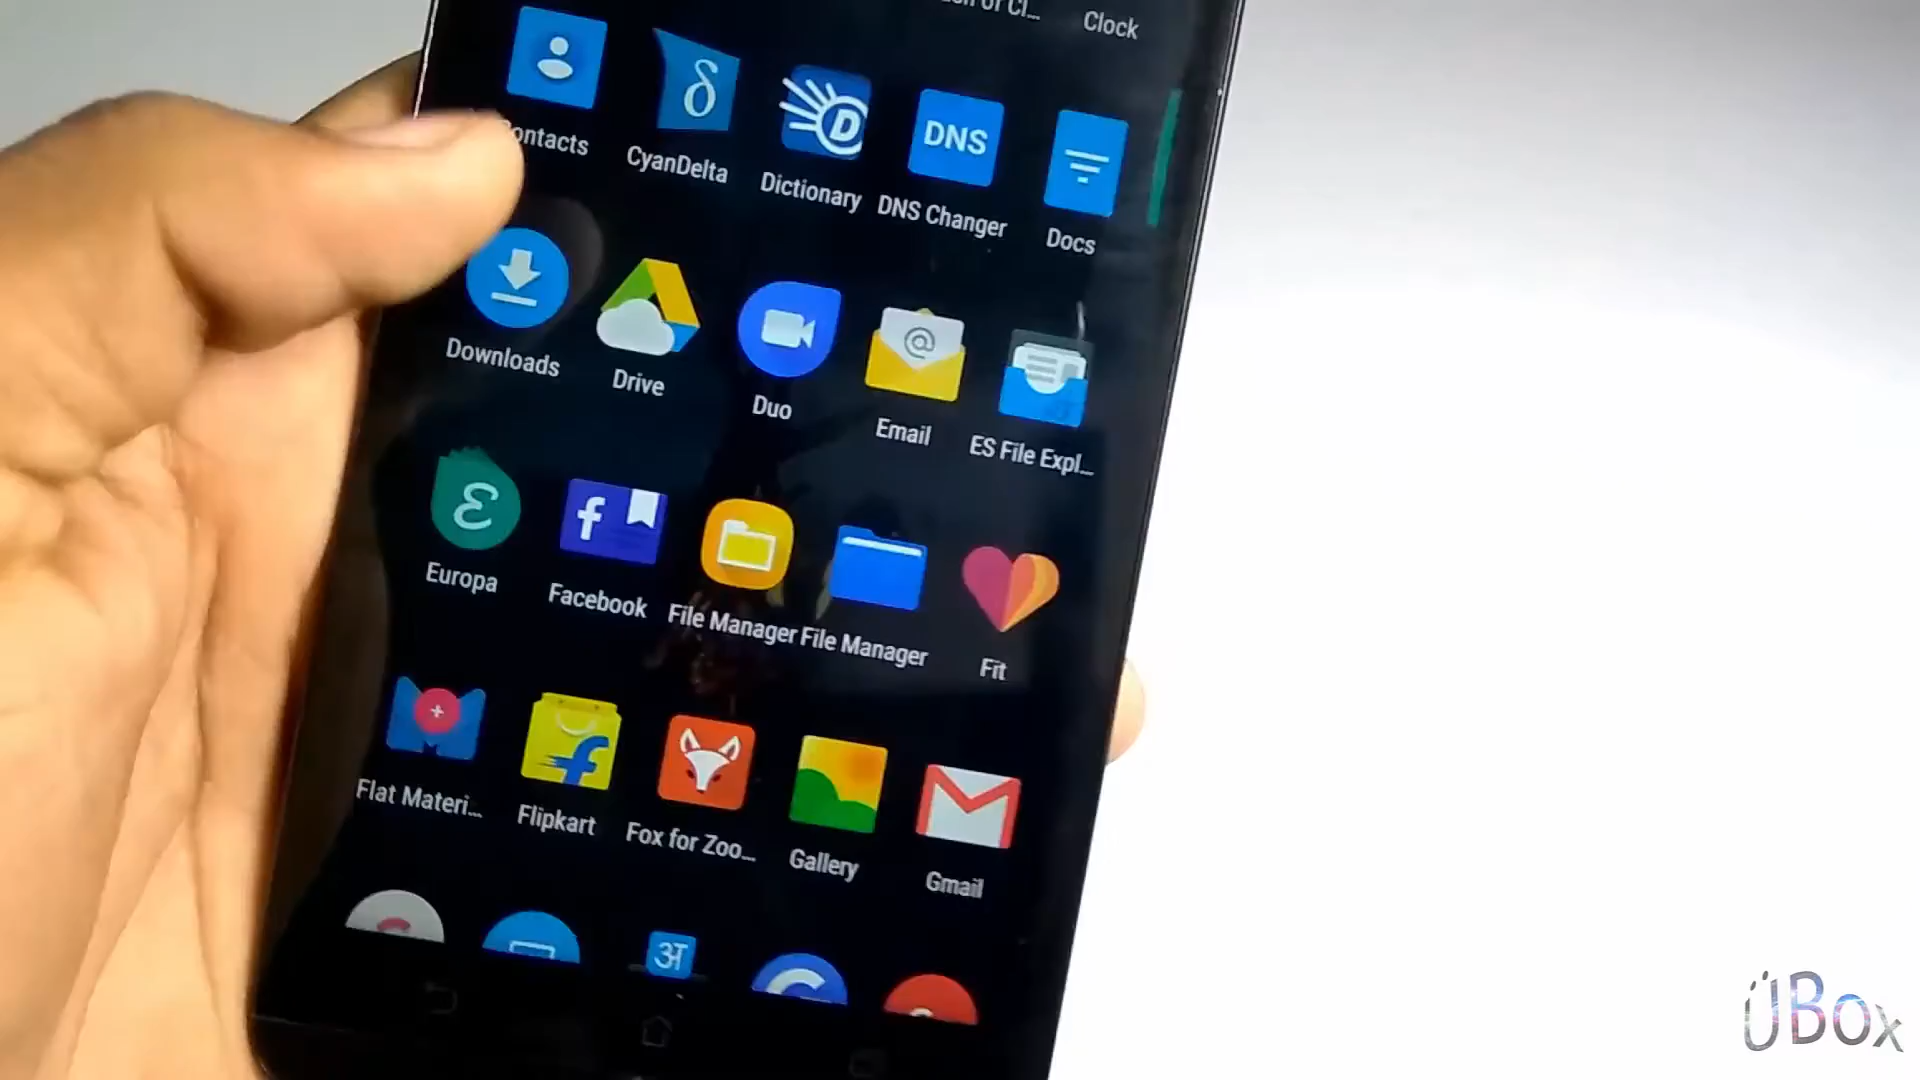 Clock
ontacts
CyanDelta
Dictionary
DNS
DNS Changer
Docs
Downloads
Drive
Duo
Email
ES File Expl...
Europa
Facebook
File Manager
File Manager
Fit
Flat Materi...
Flipkart
Fox for Zoo...
Gallery
Gmail
अ
ÜBox